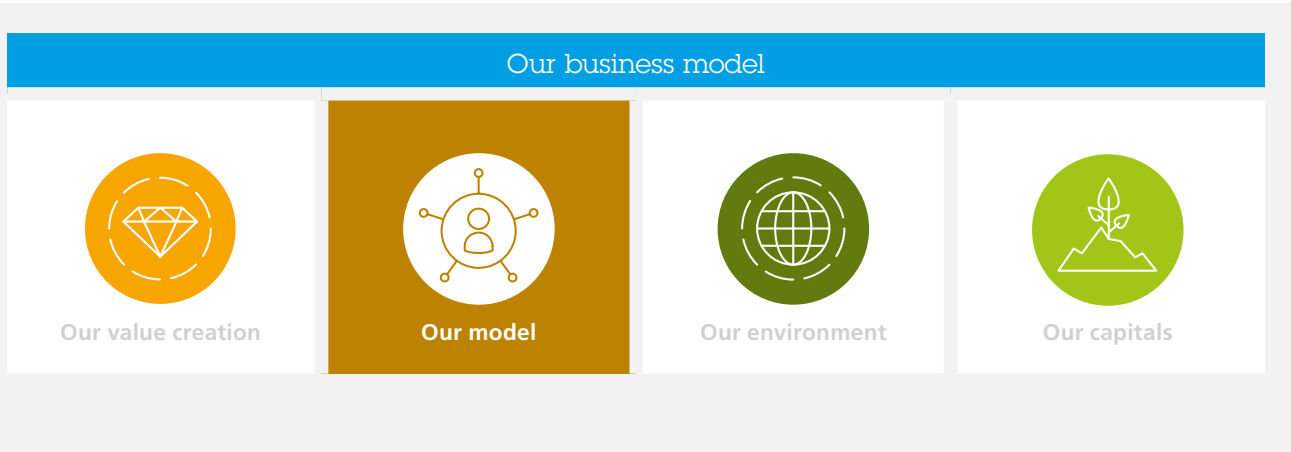 Our business model
Our value creation
Our model
Our environment
Our capitals